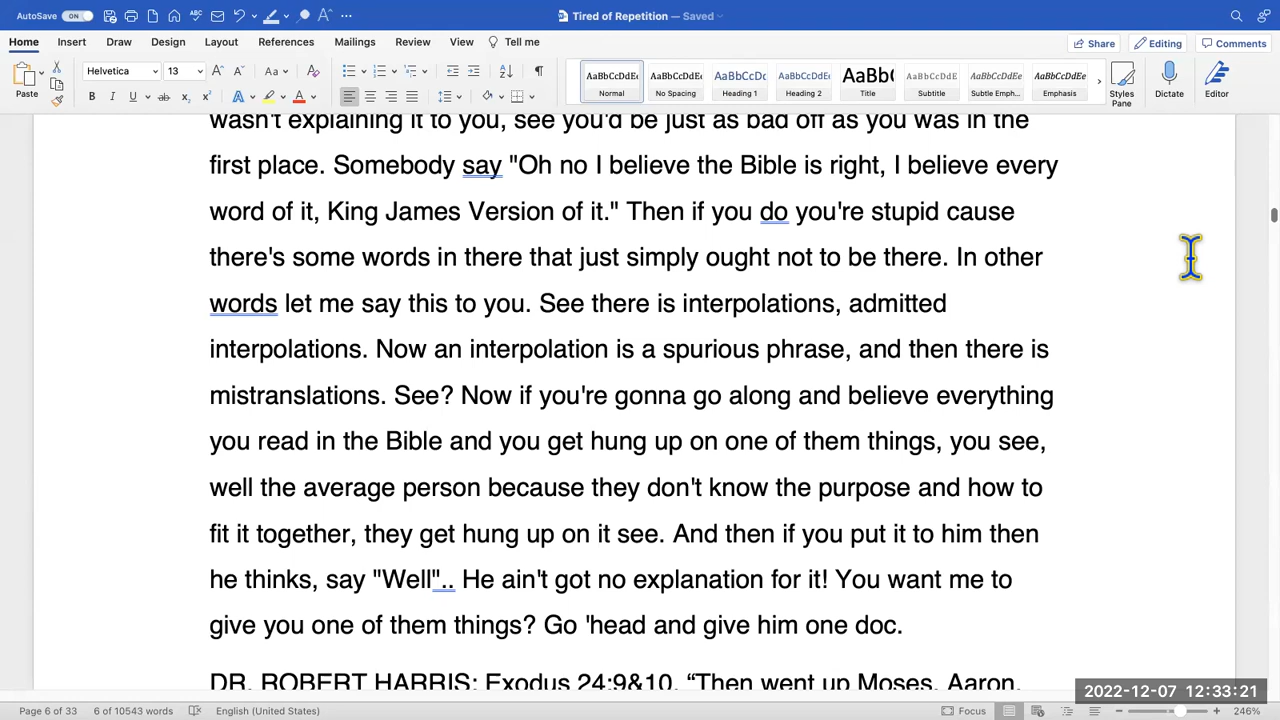 AutoSave ON Tired of Repetition — Saved
Home Insert Draw Design Layout References Mailings Review View Tell me Share Editing Comments
Paste Helvetica 13 AaBbCcDdEe AaBbCcDdEe AaBbCcDc AaBbCcDdEe AaBbC AaBbCcDdE AaBbCcDdEe AaBbCcDdEe
Normal No Spacing Heading 1 Heading 2 Title Subtitle Subtle Emph... Emphasis Styles Pane Dictate Editor
wasn't explaining it to you, see you'd be just as bad off as you was in the
first place. Somebody say "Oh no I believe the Bible is right, I believe every
word of it, King James Version of it." Then if you do you're stupid cause
there's some words in there that just simply ought not to be there. In other
words let me say this to you. See there is interpolations, admitted
interpolations. Now an interpolation is a spurious phrase, and then there is
mistranslations. See? Now if you're gonna go along and believe everything
you read in the Bible and you get hung up on one of them things, you see,
well the average person because they don't know the purpose and how to
fit it together, they get hung up on it see. And then if you put it to him then
he thinks, say "Well".. He ain't got no explanation for it! You want me to
give you one of them things? Go 'head and give him one doc.
DR. ROBERT HARRIS: Exodus 24:9&10, “Then went up Moses, Aaron,
2022-12-07 12:33:21
Page 6 of 33 6 of 10543 words English (United States) Focus 246%